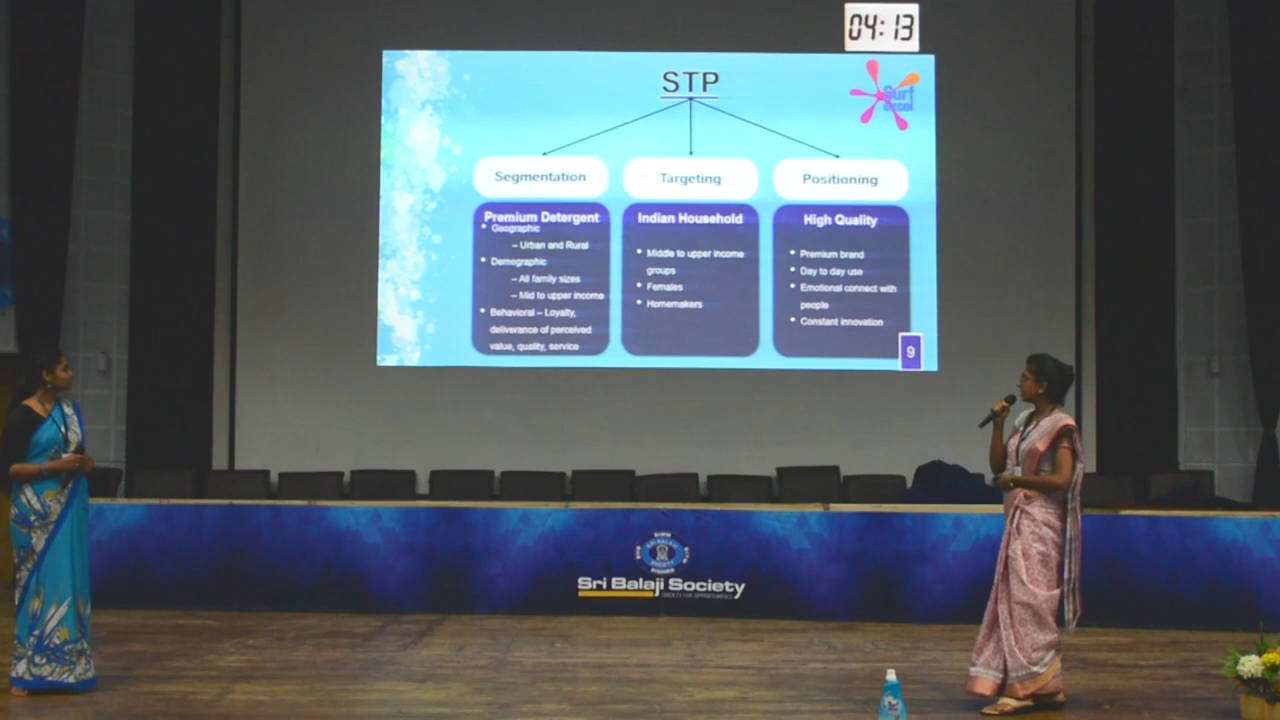 04:13
STP
Surf
excel
Segmentation
Targeting
Positioning
Premium Detergent
• Geographic
– Urban and Rural
• Demographic
– All family sizes
– Mid to upper income
• Behavioral – Loyalty,
deliverance of perceived
value, quality, service
Indian Household
• Middle to upper income
groups
• Females
• Homemakers
High Quality
• Premium brand
• Day to day use
• Emotional connect with
people
• Constant innovation
9
Sri Balaji Society